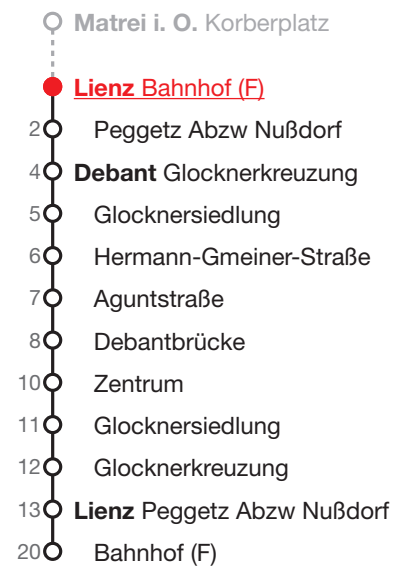 Matrei i. O. Korberplatz
Lienz Bahnhof (F)
2 Peggetz Abzw Nußdorf
4 Debant Glocknerkreuzung
5 Glocknersiedlung
6 Hermann-Gmeiner-Straße
7 Aguntstraße
8 Debantbrücke
10 Zentrum
11 Glocknersiedlung
12 Glocknerkreuzung
13 Lienz Peggetz Abzw Nußdorf
20 Bahnhof (F)